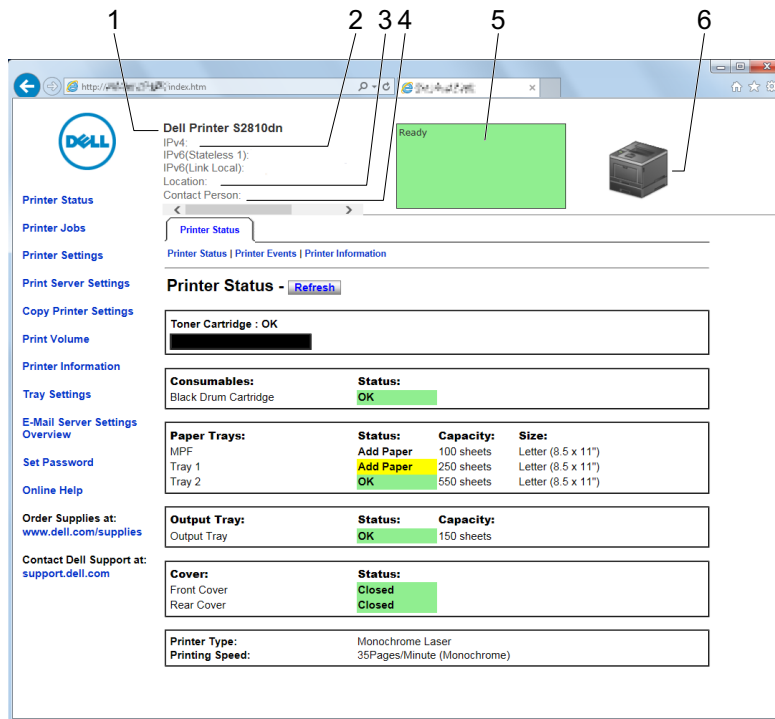 1 2 3 4 5 6
http:// index.htm
DELL
Dell Printer S2810dn
IPv4:
IPv6(Stateless 1):
IPv6(Link Local):
Location:
Contact Person:
Ready
Printer Status
Printer Jobs
Printer Settings
Print Server Settings
Copy Printer Settings
Print Volume
Printer Information
Tray Settings
E-Mail Server Settings
Overview
Set Password
Online Help
Order Supplies at:
www.dell.com/supplies
Contact Dell Support at:
support.dell.com
Printer Status
Printer Status | Printer Events | Printer Information
Printer Status - Refresh
Toner Cartridge : OK
Consumables: Status:
Black Drum Cartridge OK
Paper Trays: Status: Capacity: Size:
MPF Add Paper 100 sheets Letter (8.5 x 11")
Tray 1 Add Paper 250 sheets Letter (8.5 x 11")
Tray 2 OK 550 sheets Letter (8.5 x 11")
Output Tray: Status: Capacity:
Output Tray OK 150 sheets
Cover: Status:
Front Cover Closed
Rear Cover Closed
Printer Type: Monochrome Laser
Printing Speed: 35Pages/Minute (Monochrome)